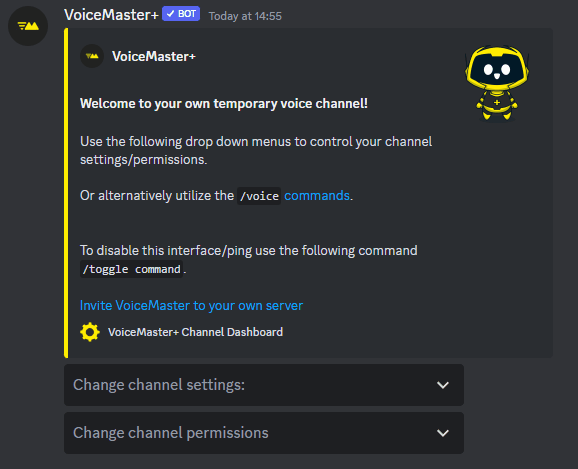 VoiceMaster+ ✓ BOT Today at 14:55
VoiceMaster+
Welcome to your own temporary voice channel!
Use the following drop down menus to control your channel
settings/permissions.
Or alternatively utilize the /voice commands.
To disable this interface/ping use the following command
/toggle command.
Invite VoiceMaster to your own server
VoiceMaster+ Channel Dashboard
Change channel settings:
Change channel permissions